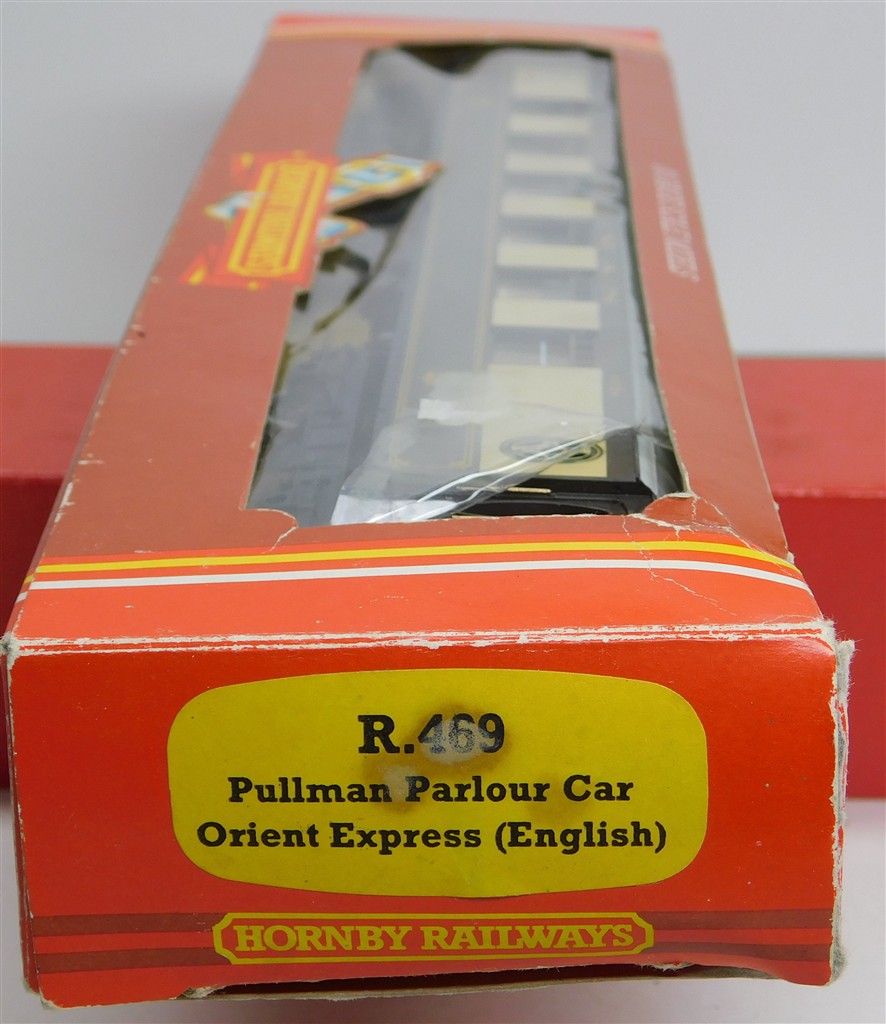 R.469
Pullman Parlour Car
Orient Express (English)
HORNBY RAILWAYS